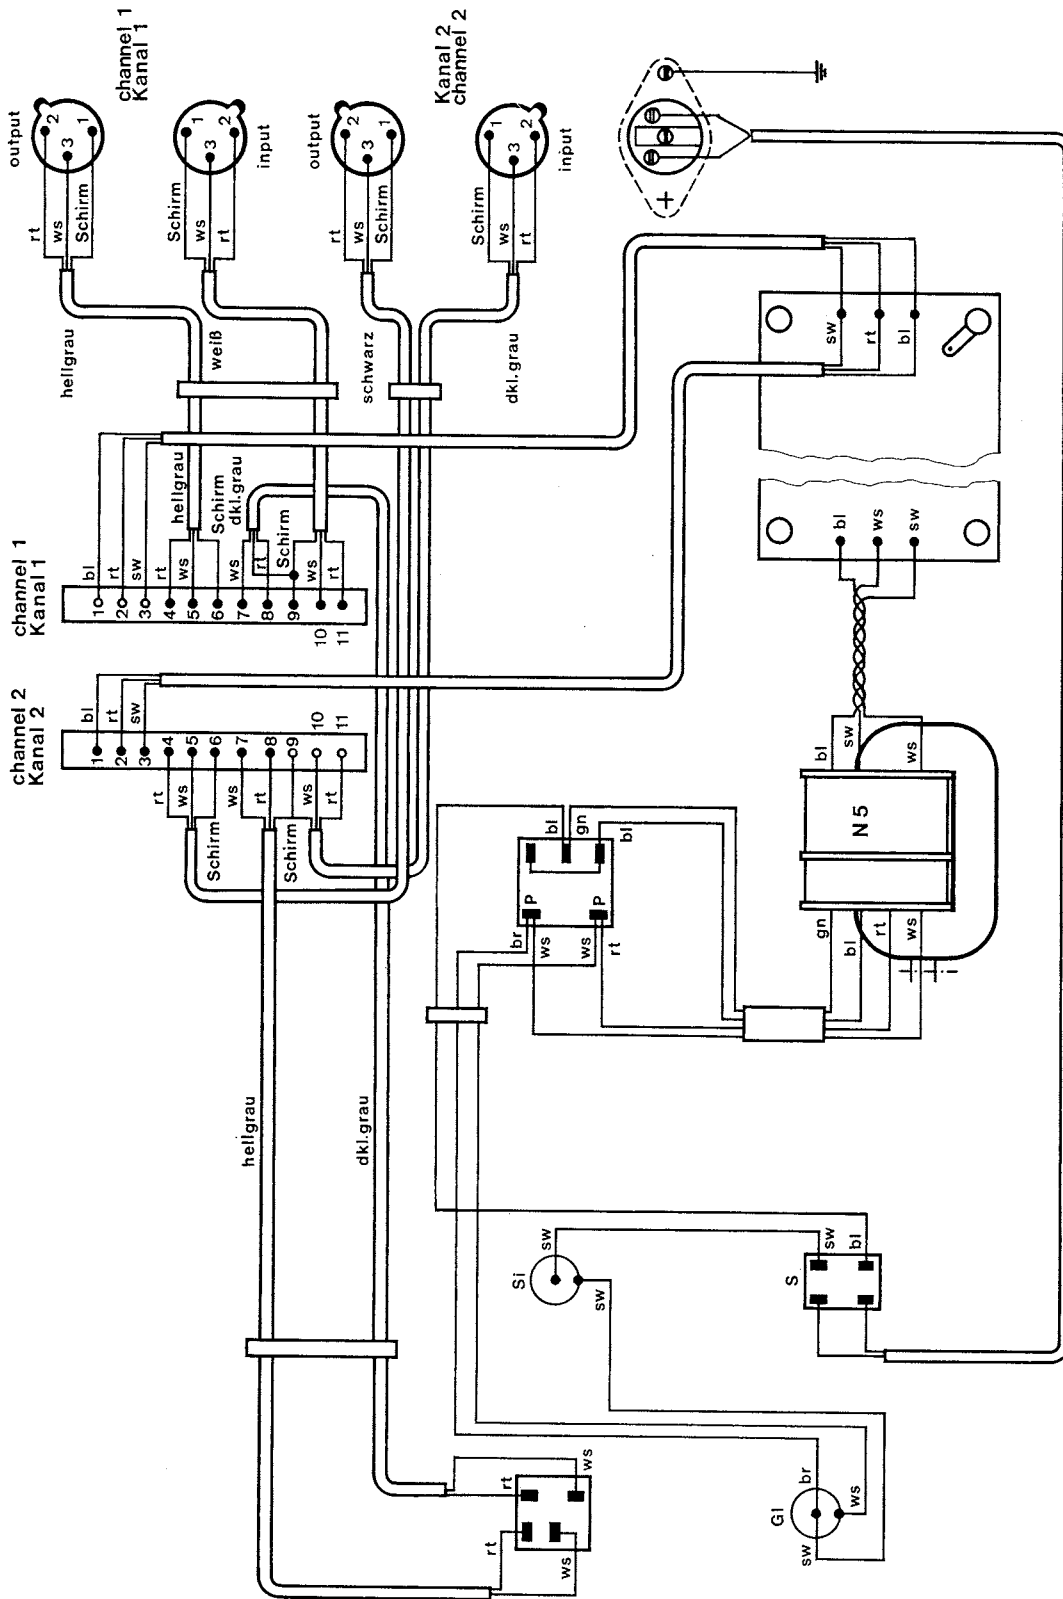 output
2
3
1
rt
ws
Schirm
hellgrau
channel 1
Kanal 1
1
3
2
input
Schirm
ws
rt
weiß
output
2
3
1
rt
ws
Schirm
schwarz
Kanal 2
channel 2
1
3
2
input
Schirm
ws
rt
dkl.grau
+
channel 1
Kanal 1
1
2
3
4
5
6
7
8
9
10
11
bl
rt
sw
rt
ws
hellgrau
Schirm
dkl.grau
ws
rt
Schirm
ws
rt
channel 2
Kanal 2
1
2
3
4
5
6
7
8
9
10
11
bl
rt
sw
rt
ws
Schirm
ws
rt
Schirm
ws
rt
sw
rt
bl
bl
ws
sw
bl
sw
ws
N 5
gn
bl
rt
ws
bl
gn
bl
P
P
br
ws
ws
rt
hellgrau
dkl.grau
Si
sw
sw
S
sw
bl
Gl
br
ws
sw
rt
ws
rt
ws